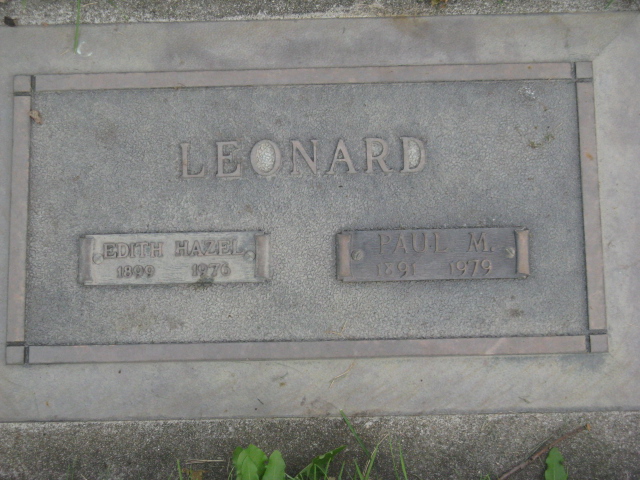 LEONARD
EDITH HAZEL
1899 1976
PAUL M.
1891 1979